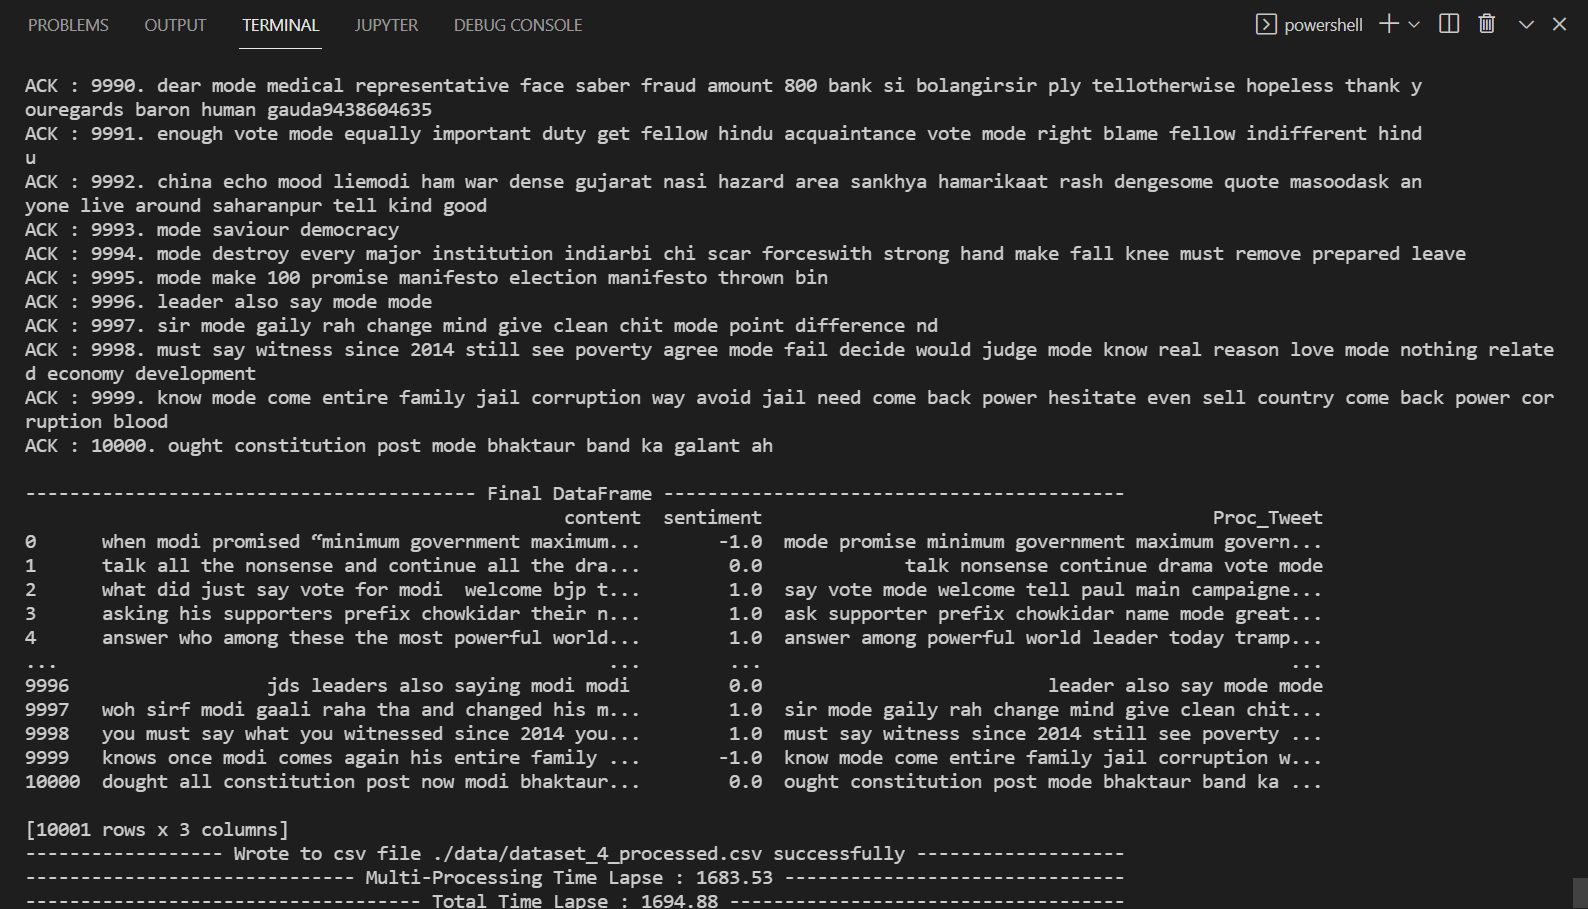 PROBLEMS OUTPUT TERMINAL JUPYTER DEBUG CONSOLE powershell
ACK : 9990. dear mode medical representative face saber fraud amount 800 bank si bolangirsir ply tellotherwise hopeless thank y
ouregards baron human gauda9438604635
ACK : 9991. enough vote mode equally important duty get fellow hindu acquaintance vote mode right blame fellow indifferent hind
u
ACK : 9992. china echo mood liemodi ham war dense gujarat nasi hazard area sankhya hamarikaat rash dengesome quote masoodask an
yone live around saharanpur tell kind good
ACK : 9993. mode saviour democracy
ACK : 9994. mode destroy every major institution indiarbi chi scar forceswith strong hand make fall knee must remove prepared leave
ACK : 9995. mode make 100 promise manifesto election manifesto thrown bin
ACK : 9996. leader also say mode mode
ACK : 9997. sir mode gaily rah change mind give clean chit mode point difference nd
ACK : 9998. must say witness since 2014 still see poverty agree mode fail decide would judge mode know real reason love mode nothing relate
d economy development
ACK : 9999. know mode come entire family jail corruption way avoid jail need come back power hesitate even sell country come back power cor
ruption blood
ACK : 10000. ought constitution post mode bhaktaur band ka galant ah
----------------------------------------- Final DataFrame ------------------------------------------
content sentiment Proc_Tweet
0 when modi promised “minimum government maximum... -1.0 mode promise minimum government maximum govern...
1 talk all the nonsense and continue all the dra... 0.0 talk nonsense continue drama vote mode
2 what did just say vote for modi  welcome bjp t... 1.0 say vote mode welcome tell paul main campaigne...
3 asking his supporters prefix chowkidar their n... 1.0 ask supporter prefix chowkidar name mode great...
4 answer who among these the most powerful world... 1.0 answer among powerful world leader today tramp...
... ... ... ...
9996 jds leaders also saying modi modi 0.0 leader also say mode mode
9997 woh sirf modi gaali raha tha and changed his m... 1.0 sir mode gaily rah change mind give clean chit...
9998 you must say what you witnessed since 2014 you... 1.0 must say witness since 2014 still see poverty ...
9999 knows once modi comes again his entire family ... -1.0 know mode come entire family jail corruption w...
10000 dought all constitution post now modi bhaktaur... 0.0 ought constitution post mode bhaktaur band ka ...
[10001 rows x 3 columns]
------------------ Wrote to csv file ./data/dataset_4_processed.csv successfully -------------------
------------------------------ Multi-Processing Time Lapse : 1683.53 -------------------------------
------------------------------------ Total Time Lapse : 1694.88 ------------------------------------